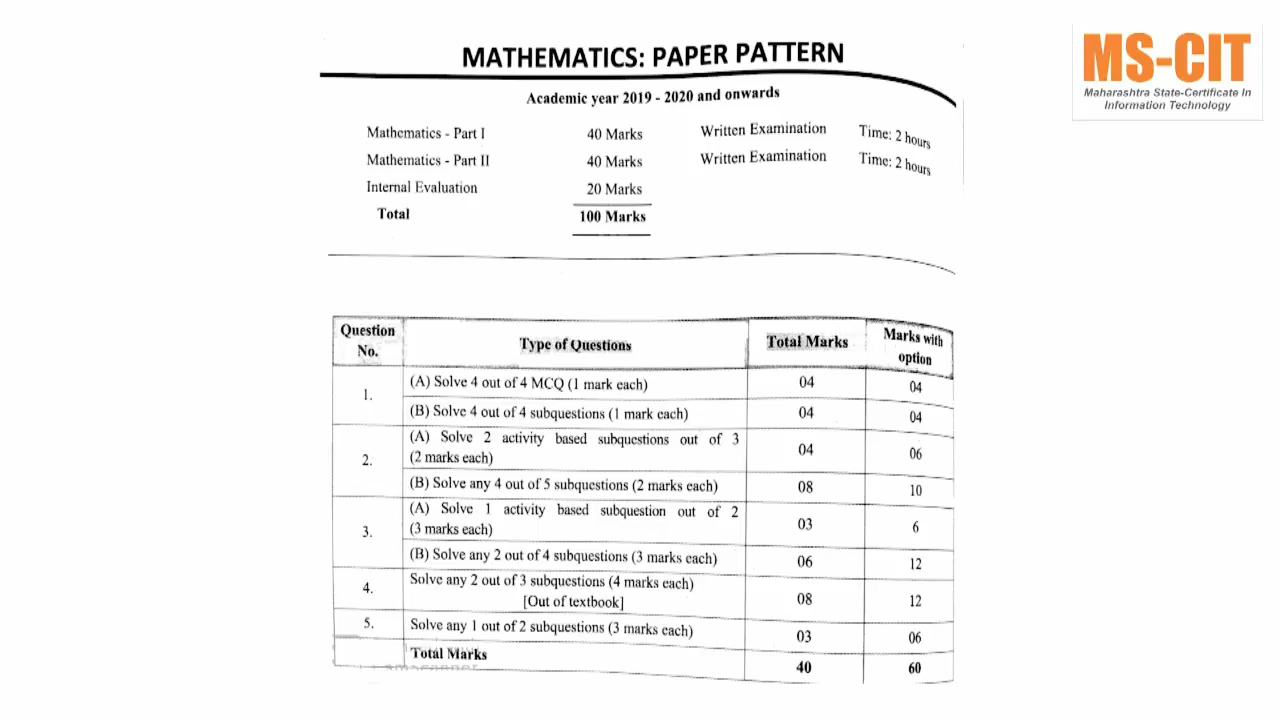 MATHEMATICS: PAPER PATTERN
MS-CIT
Maharashtra State-Certificate In
Information Technology
Academic year 2019 - 2020 and onwards
Mathematics - Part I 40 Marks Written Examination Time: 2 hours
Mathematics - Part II 40 Marks Written Examination Time: 2 hours
Internal Evaluation 20 Marks
Total 100 Marks
Question No. Type of Questions Total Marks Marks with option
1. (A) Solve 4 out of 4 MCQ (1 mark each) 04 04
(B) Solve 4 out of 4 subquestions (1 mark each) 04 04
2. (A) Solve 2 activity based subquestions out of 3
(2 marks each) 04 06
(B) Solve any 4 out of 5 subquestions (2 marks each) 08 10
3. (A) Solve 1 activity based subquestion out of 2
(3 marks each) 03 6
(B) Solve any 2 out of 4 subquestions (3 marks each) 06 12
4. Solve any 2 out of 3 subquestions (4 marks each)
[Out of textbook] 08 12
5. Solve any 1 out of 2 subquestions (3 marks each) 03 06
Total Marks 40 60